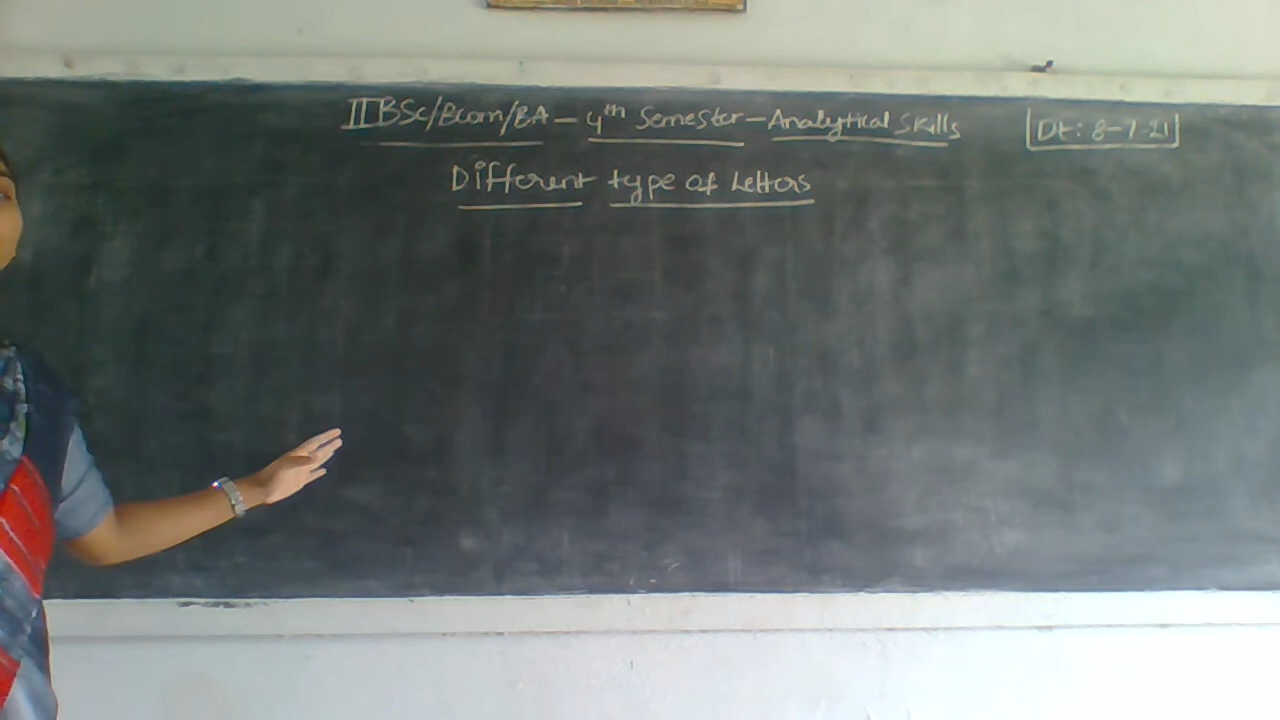 II BSc/Bcom/BA - 4th Semester - Analytical Skills
Dt: 8-7-21
Different type of Letters